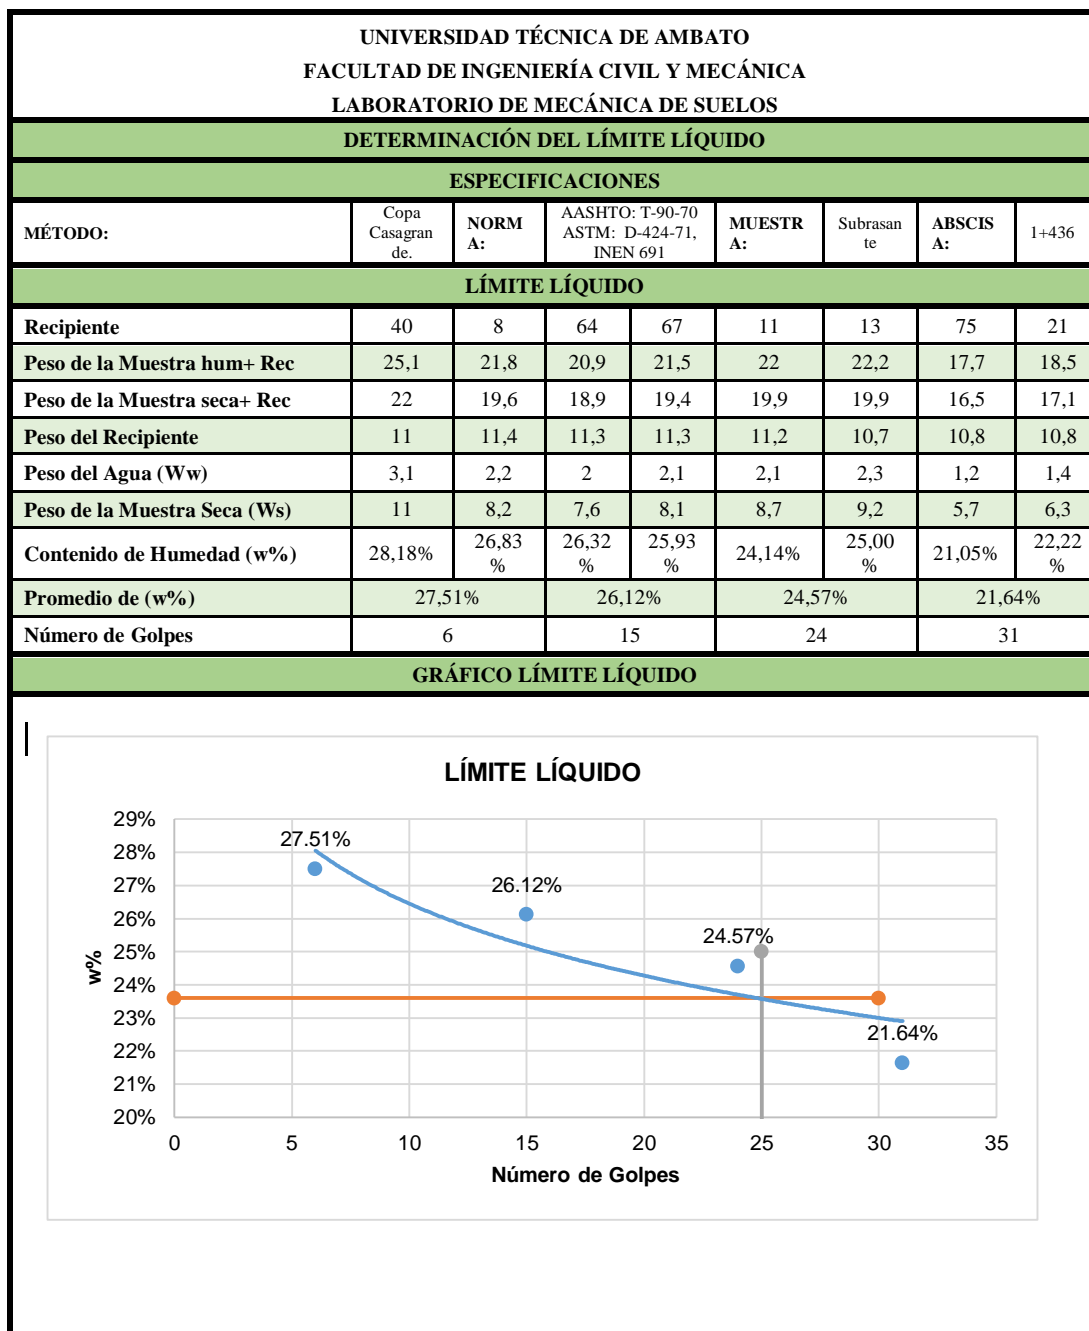 UNIVERSIDAD TÉCNICA DE AMBATO
FACULTAD DE INGENIERÍA CIVIL Y MECÁNICA
LABORATORIO DE MECÁNICA DE SUELOS
DETERMINACIÓN DEL LÍMITE LÍQUIDO
ESPECIFICACIONES
MÉTODO: Copa Casagran de. NORM A: AASHTO: T-90-70 ASTM: D-424-71, INEN 691 MUESTR A: Subrasan te ABSCIS A: 1+436
LÍMITE LÍQUIDO
Recipiente 40 8 64 67 11 13 75 21
Peso de la Muestra hum+ Rec 25,1 21,8 20,9 21,5 22 22,2 17,7 18,5
Peso de la Muestra seca+ Rec 22 19,6 18,9 19,4 19,9 19,9 16,5 17,1
Peso del Recipiente 11 11,4 11,3 11,3 11,2 10,7 10,8 10,8
Peso del Agua (Ww) 3,1 2,2 2 2,1 2,1 2,3 1,2 1,4
Peso de la Muestra Seca (Ws) 11 8,2 7,6 8,1 8,7 9,2 5,7 6,3
Contenido de Humedad (w%) 28,18% 26,83 % 26,32 % 25,93 % 24,14% 25,00 % 21,05% 22,22 %
Promedio de (w%) 27,51% 26,12% 24,57% 21,64%
Número de Golpes 6 15 24 31
GRÁFICO LÍMITE LÍQUIDO
LÍMITE LÍQUIDO
29%
28%
27%
26%
25%
24%
23%
22%
21%
20%
w%
27.51%
26.12%
24.57%
21.64%
0 5 10 15 20 25 30 35
Número de Golpes